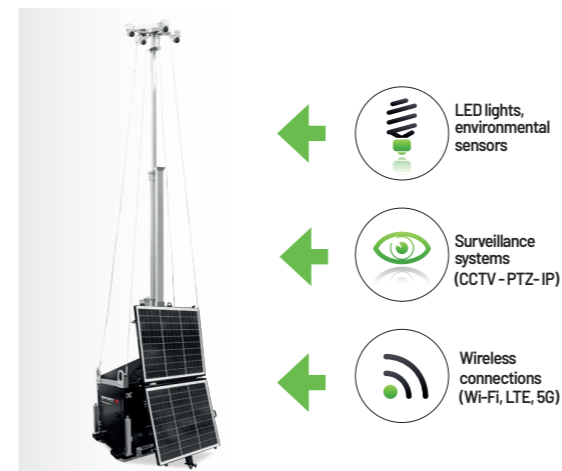 LED lights,
environmental
sensors
Surveillance
systems
(CCTV - PTZ- IP)
Wireless
connections
(Wi-Fi, LTE, 5G)